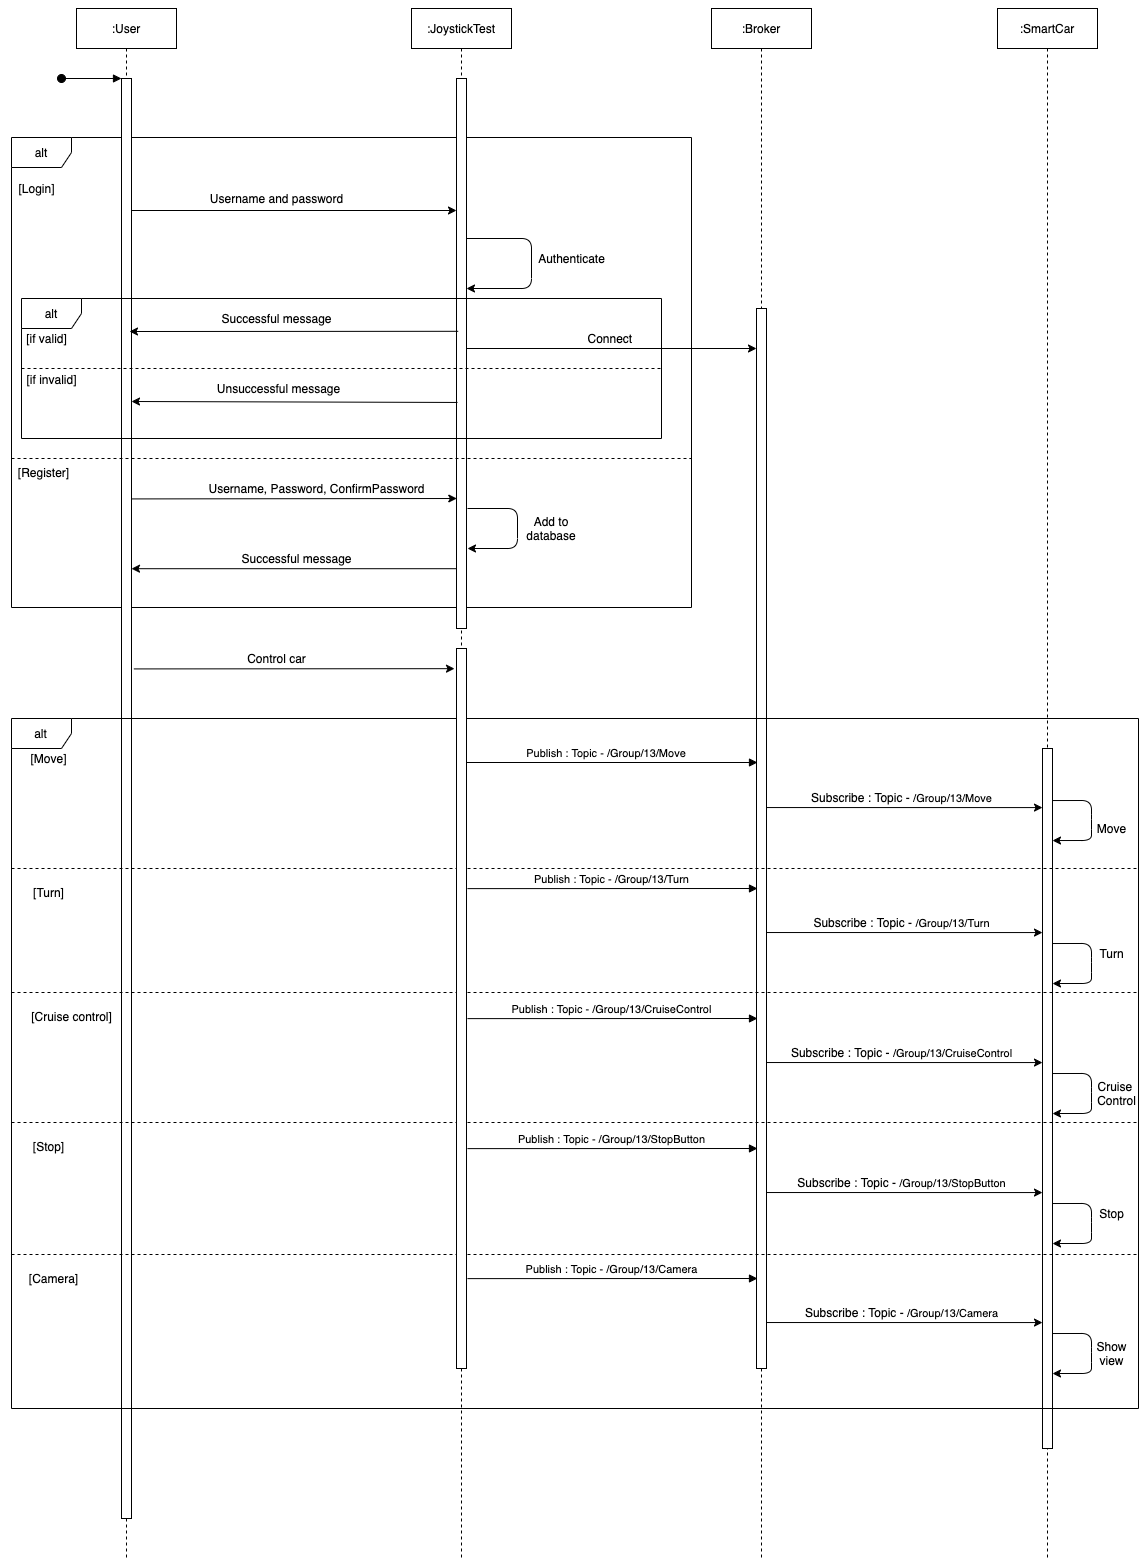 :User
:JoystickTest
:Broker
:SmartCar
alt
[Login]
Username and password
Authenticate
alt
Successful message
[if valid]
Connect
[if invalid]
Unsuccessful message
[Register]
Username, Password, ConfirmPassword
Add to
database
Successful message
Control car
alt
[Move]
Publish : Topic - /Group/13/Move
Subscribe : Topic - /Group/13/Move
Move
[Turn]
Publish : Topic - /Group/13/Turn
Subscribe : Topic - /Group/13/Turn
Turn
[Cruise control]
Publish : Topic - /Group/13/CruiseControl
Subscribe : Topic - /Group/13/CruiseControl
Cruise
Control
[Stop]
Publish : Topic - /Group/13/StopButton
Subscribe : Topic - /Group/13/StopButton
Stop
[Camera]
Publish : Topic - /Group/13/Camera
Subscribe : Topic - /Group/13/Camera
Show
view